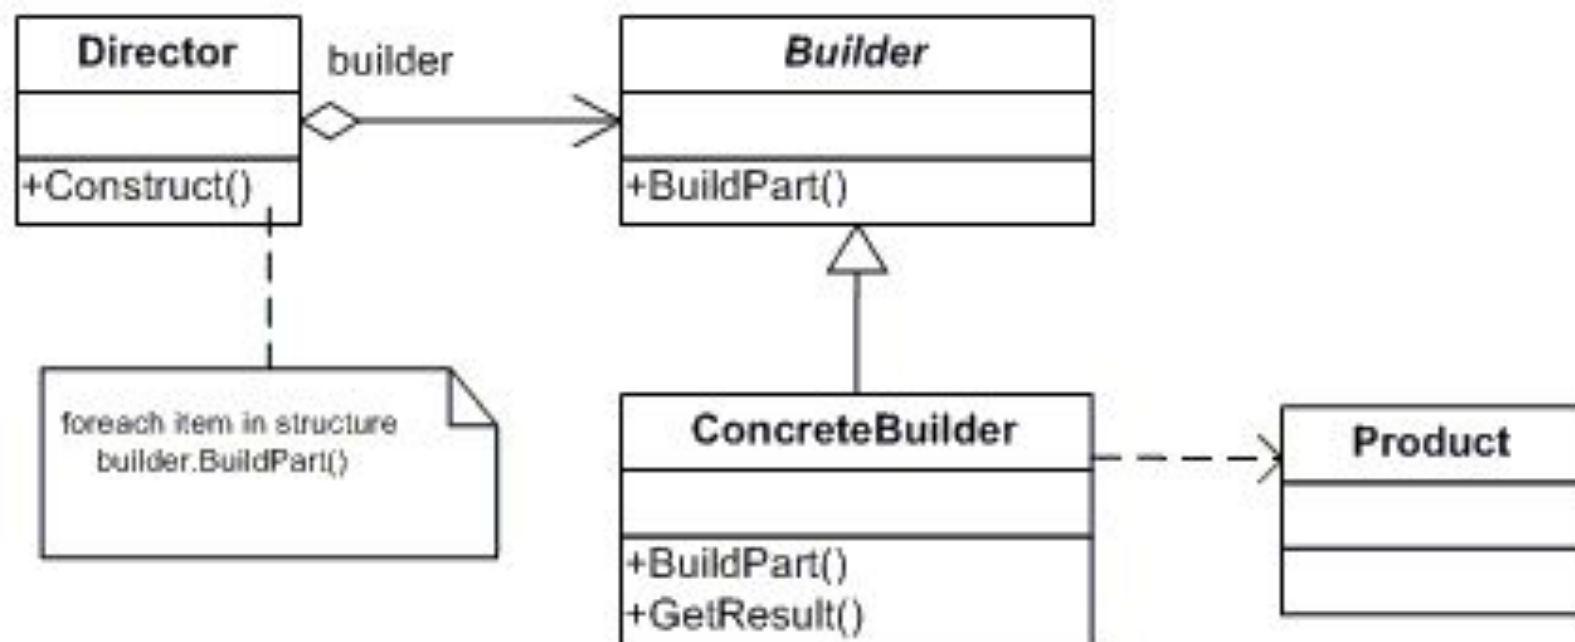 Director
builder
Builder
+Construct()
+BuildPart()
foreach item in structure
builder.BuildPart()
ConcreteBuilder
Product
+BuildPart()
+GetResult()